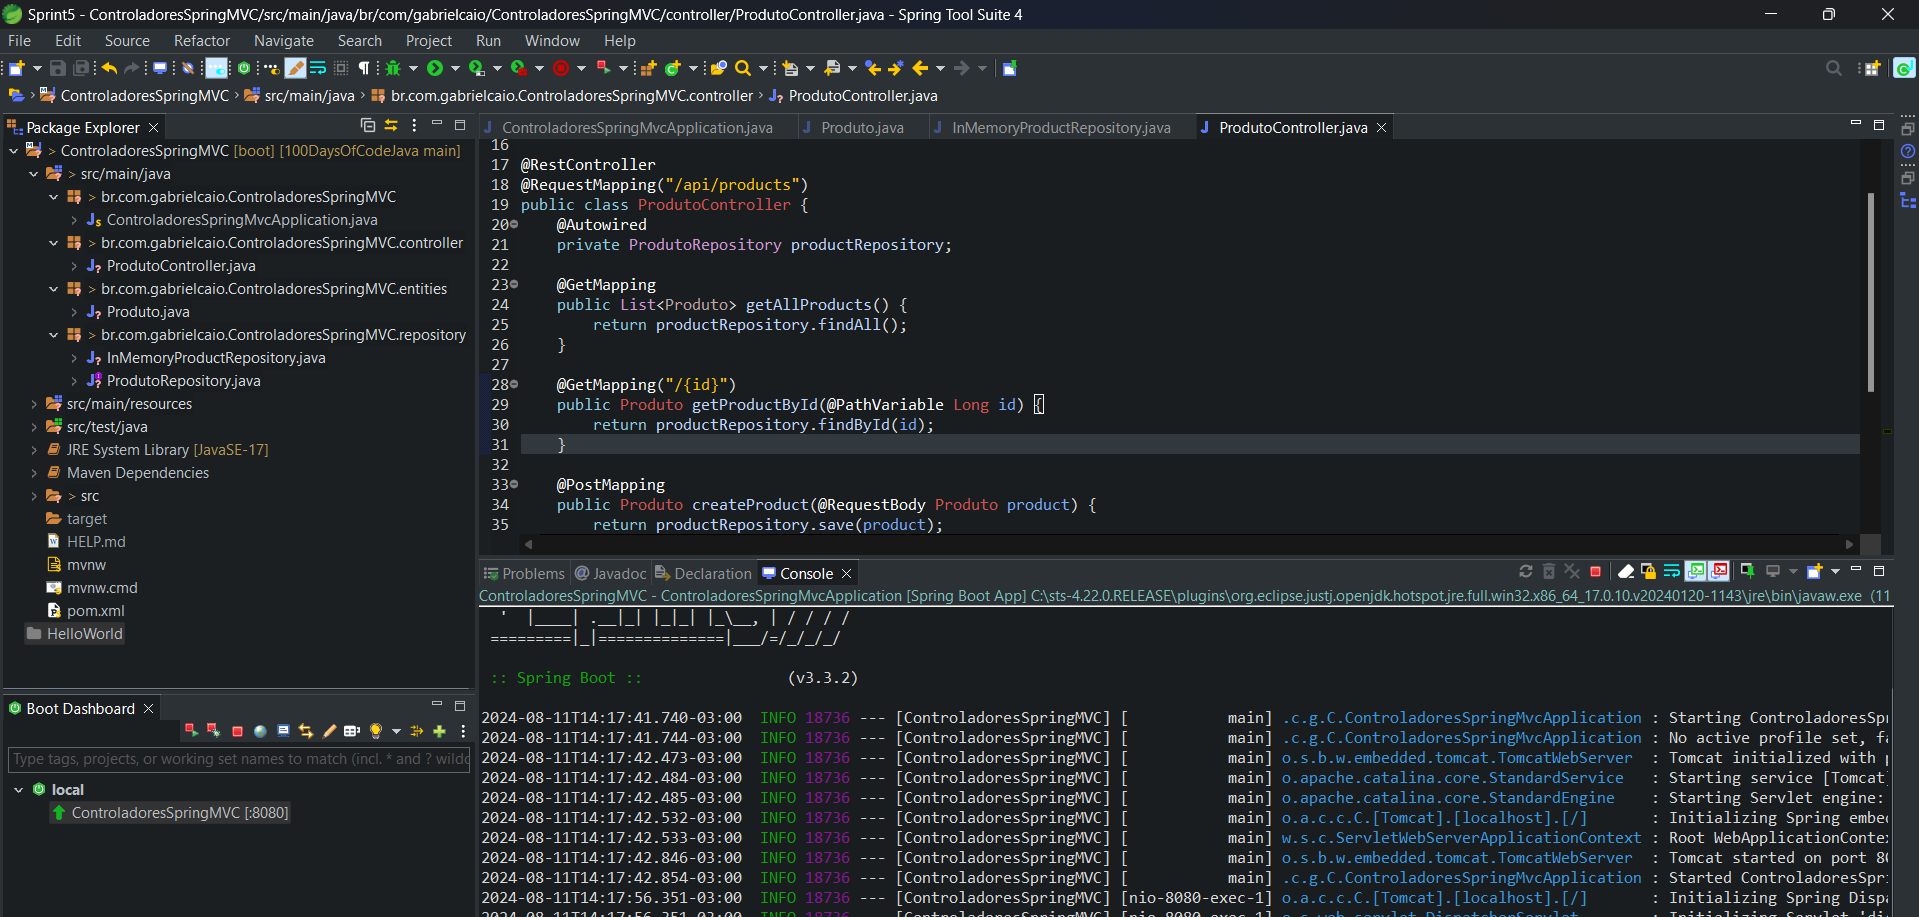 Sprint5 - ControladoresSpringMVC/src/main/java/br/com/gabrielcaio/ControladoresSpringMVC/controller/ProdutoController.java - Spring Tool Suite 4
File Edit Source Refactor Navigate Search Project Run Window Help
ControladoresSpringMVC › src/main/java › br.com.gabrielcaio.ControladoresSpringMVC.controller › ProdutoController.java
Package Explorer
> ControladoresSpringMVC [boot] [100DaysOfCodeJava main]
> src/main/java
> br.com.gabrielcaio.ControladoresSpringMVC
ControladoresSpringMvcApplication.java
> br.com.gabrielcaio.ControladoresSpringMVC.controller
ProdutoController.java
> br.com.gabrielcaio.ControladoresSpringMVC.entities
Produto.java
> br.com.gabrielcaio.ControladoresSpringMVC.repository
InMemoryProductRepository.java
ProdutoRepository.java
src/main/resources
src/test/java
JRE System Library [JavaSE-17]
Maven Dependencies
> src
target
HELP.md
mvnw
mvnw.cmd
pom.xml
HelloWorld
ControladoresSpringMvcApplication.java Produto.java InMemoryProductRepository.java ProdutoController.java
16
17 @RestController
18 @RequestMapping("/api/products")
19 public class ProdutoController {
20 @Autowired
21 private ProdutoRepository productRepository;
22
23 @GetMapping
24 public List<Produto> getAllProducts() {
25 return productRepository.findAll();
26 }
27
28 @GetMapping("/{id}")
29 public Produto getProductById(@PathVariable Long id) {
30 return productRepository.findById(id);
31 }
32
33 @PostMapping
34 public Produto createProduct(@RequestBody Produto product) {
35 return productRepository.save(product);
Problems Javadoc Declaration Console
ControladoresSpringMVC - ControladoresSpringMvcApplication [Spring Boot App] C:\sts-4.22.0.RELEASE\plugins\org.eclipse.justj.openjdk.hotspot.jre.full.win32.x86_64_17.0.10.v20240120-1143\jre\bin\javaw.exe (11
' |____| .__|_| |_|_| |_\__, | / / / /
=========|_|==============|___/=/_/_/_/
:: Spring Boot :: (v3.3.2)
2024-08-11T14:17:41.740-03:00 INFO 18736 --- [ControladoresSpringMVC] [ main] .c.g.C.ControladoresSpringMvcApplication : Starting ControladoresSpr
2024-08-11T14:17:41.744-03:00 INFO 18736 --- [ControladoresSpringMVC] [ main] .c.g.C.ControladoresSpringMvcApplication : No active profile set, fa
2024-08-11T14:17:42.473-03:00 INFO 18736 --- [ControladoresSpringMVC] [ main] o.s.b.w.embedded.tomcat.TomcatWebServer : Tomcat initialized with p
2024-08-11T14:17:42.484-03:00 INFO 18736 --- [ControladoresSpringMVC] [ main] o.apache.catalina.core.StandardService : Starting service [Tomcat]
2024-08-11T14:17:42.485-03:00 INFO 18736 --- [ControladoresSpringMVC] [ main] o.apache.catalina.core.StandardEngine : Starting Servlet engine:
2024-08-11T14:17:42.532-03:00 INFO 18736 --- [ControladoresSpringMVC] [ main] o.a.c.c.C.[Tomcat].[localhost].[/] : Initializing Spring embed
2024-08-11T14:17:42.533-03:00 INFO 18736 --- [ControladoresSpringMVC] [ main] w.s.c.ServletWebServerApplicationContext : Root WebApplicationContex
2024-08-11T14:17:42.846-03:00 INFO 18736 --- [ControladoresSpringMVC] [ main] o.s.b.w.embedded.tomcat.TomcatWebServer : Tomcat started on port 80
2024-08-11T14:17:42.854-03:00 INFO 18736 --- [ControladoresSpringMVC] [ main] .c.g.C.ControladoresSpringMvcApplication : Started ControladoresSpri
2024-08-11T14:17:56.351-03:00 INFO 18736 --- [ControladoresSpringMVC] [nio-8080-exec-1] o.a.c.c.C.[Tomcat].[localhost].[/] : Initializing Spring Disp
Boot Dashboard
Type tags, projects, or working set names to match (incl. * and ? wildc
local
ControladoresSpringMVC [:8080]